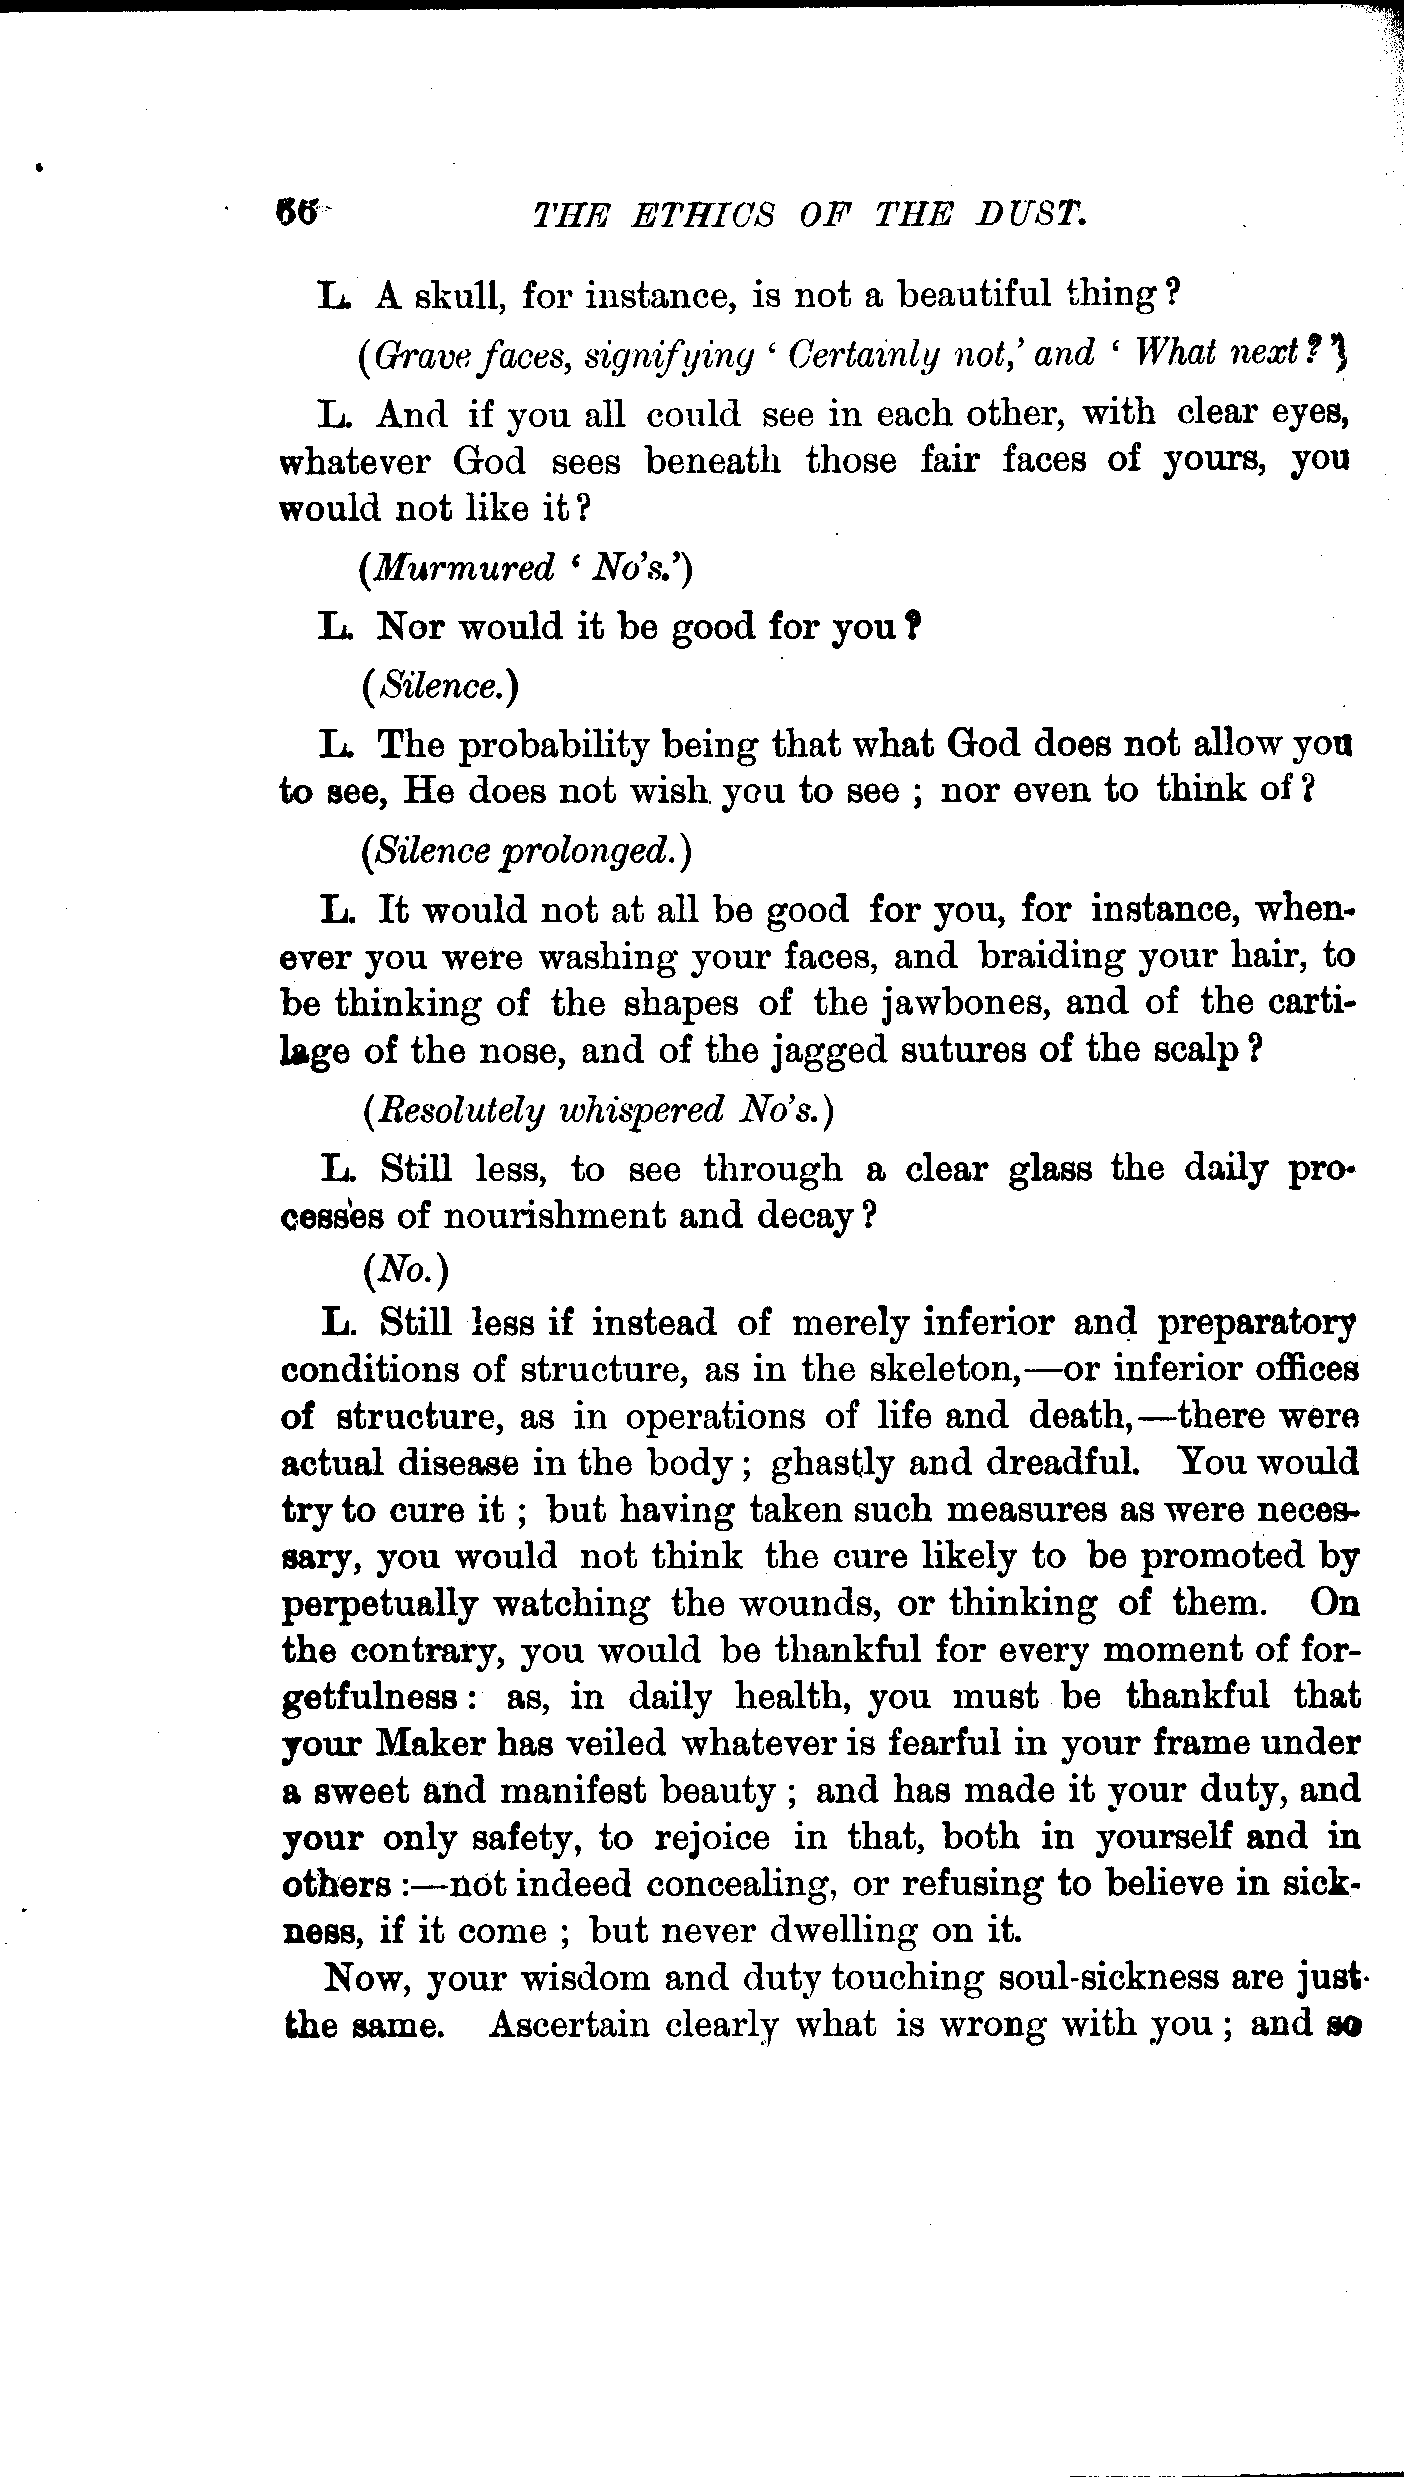 66 THE ETHICS OF THE DUST.
L. A skull, for instance, is not a beautiful thing?
(Grave faces, signifying ‘Certainly not,’ and ‘What next?’)
L. And if you all could see in each other, with clear eyes,
whatever God sees beneath those fair faces of yours, you
would not like it?
(Murmured ‘No’s.’)
L. Nor would it be good for you?
(Silence.)
L. The probability being that what God does not allow you
to see, He does not wish you to see; nor even to think of?
(Silence prolonged.)
L. It would not at all be good for you, for instance, when-
ever you were washing your faces, and braiding your hair, to
be thinking of the shapes of the jawbones, and of the carti-
lage of the nose, and of the jagged sutures of the scalp?
(Resolutely whispered No’s.)
L. Still less, to see through a clear glass the daily pro-
cesses of nourishment and decay?
(No.)
L. Still less if instead of merely inferior and preparatory
conditions of structure, as in the skeleton,—or inferior offices
of structure, as in operations of life and death,—there were
actual disease in the body; ghastly and dreadful. You would
try to cure it; but having taken such measures as were neces-
sary, you would not think the cure likely to be promoted by
perpetually watching the wounds, or thinking of them. On
the contrary, you would be thankful for every moment of for-
getfulness: as, in daily health, you must be thankful that
your Maker has veiled whatever is fearful in your frame under
a sweet and manifest beauty; and has made it your duty, and
your only safety, to rejoice in that, both in yourself and in
others:—not indeed concealing, or refusing to believe in sick-
ness, if it come; but never dwelling on it.
Now, your wisdom and duty touching soul-sickness are just
the same. Ascertain clearly what is wrong with you; and so